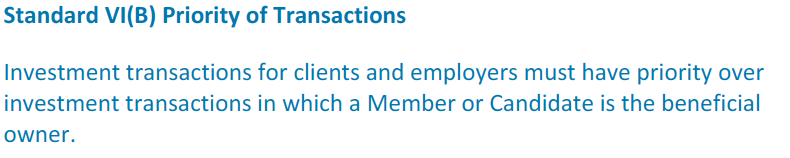 Standard VI(B) Priority of Transactions
Investment transactions for clients and employers must have priority over
investment transactions in which a Member or Candidate is the beneficial
owner.